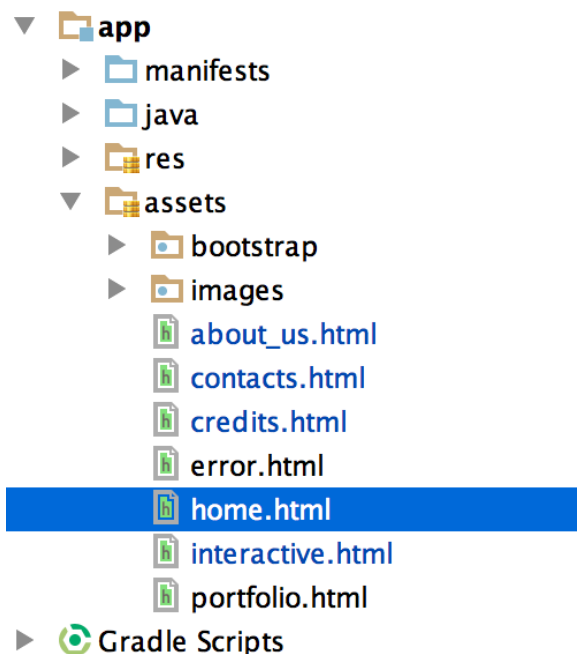 app
manifests
java
res
assets
bootstrap
images
about_us.html
contacts.html
credits.html
error.html
home.html
interactive.html
portfolio.html
Gradle Scripts